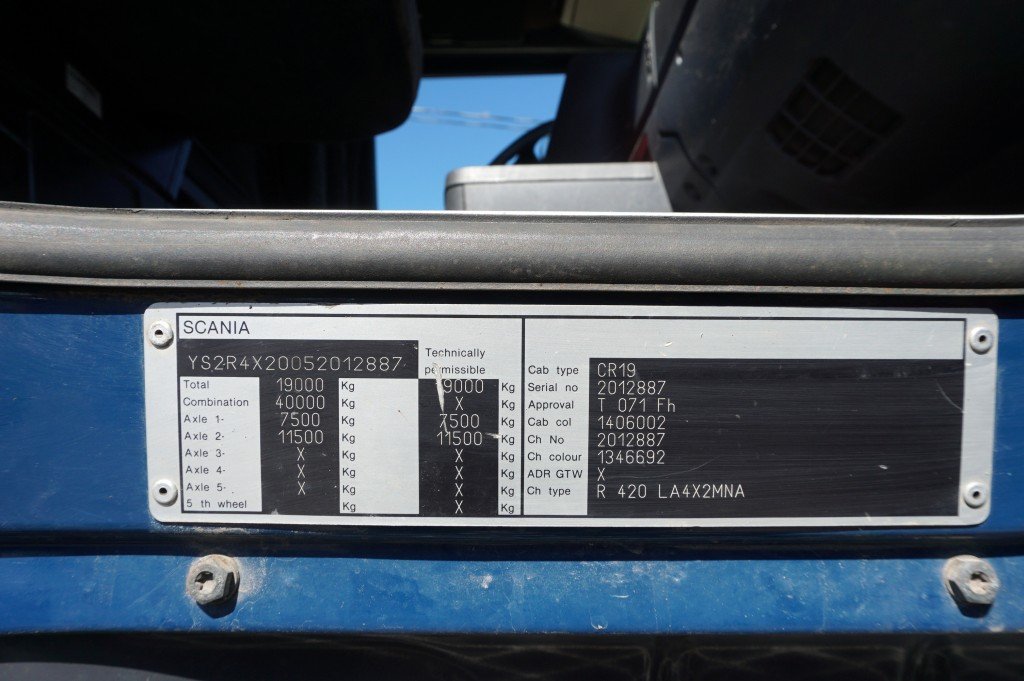 SCANIA
YS2R4X20052012887
Technically
permissible
Total 19000 Kg 9000 Kg
Combination 40000 Kg X Kg
Axle 1- 7500 Kg 7500 Kg
Axle 2- 11500 Kg 11500 Kg
Axle 3- X Kg X Kg
Axle 4- X Kg X Kg
Axle 5- X Kg X Kg
5 th wheel Kg X Kg
Cab type CR19
Serial no 2012887
Approval T 071 Fh
Cab col 1406002
Ch No 2012887
Ch colour 1346692
ADR GTW X
Ch type R 420 LA4X2MNA